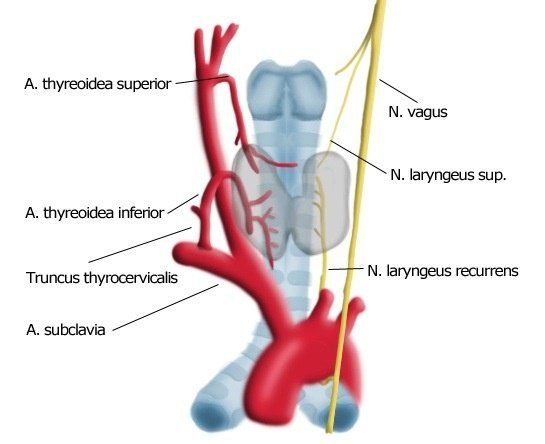 A. thyreoidea superior
N. vagus
N. laryngeus sup.
A. thyreoidea inferior
N. laryngeus recurrens
Truncus thyrocervicalis
A. subclavia